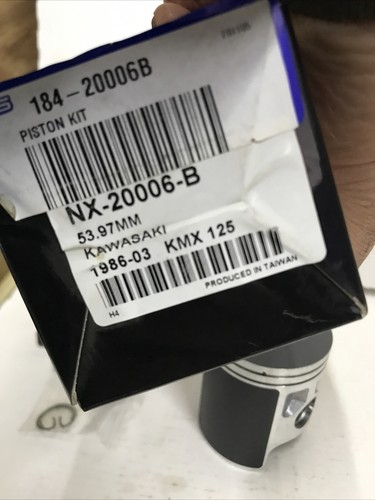 S
184-20006B
PISTON KIT
NX-20006-B
53.97MM
KAWASAKI
1986-03 KMX 125
PRODUCED IN TAIWAN
H4